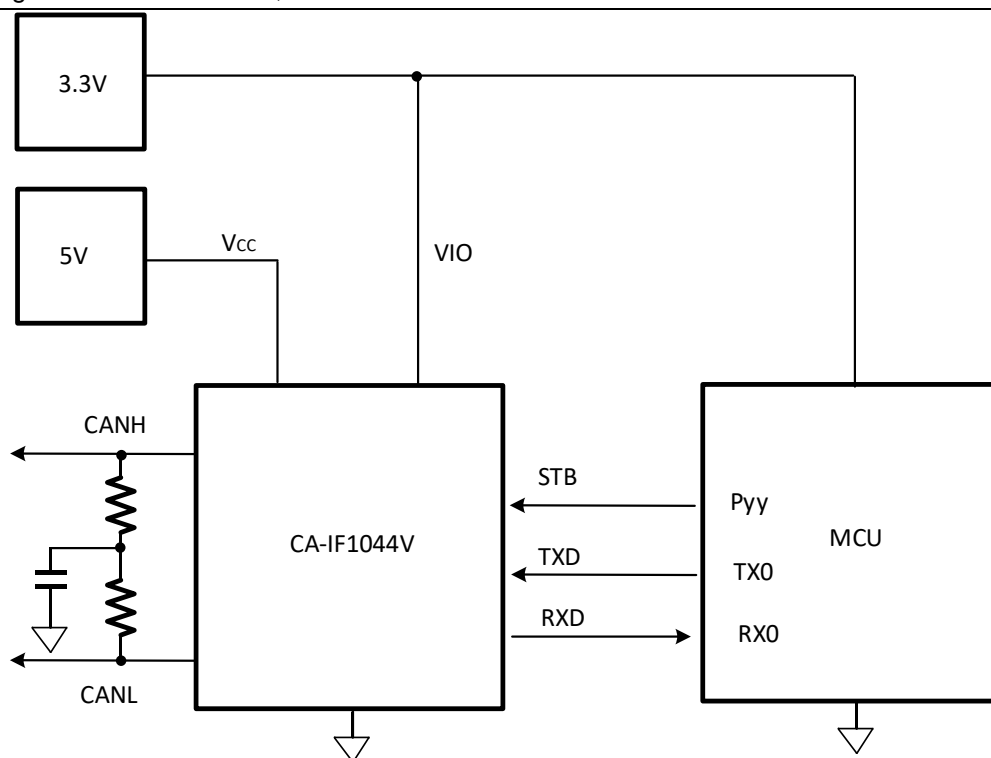 3.3V
5V
VCC
VIO
CANH
CANL
CA-IF1044V
STB
TXD
RXD
Pyy
TX0
RX0
MCU